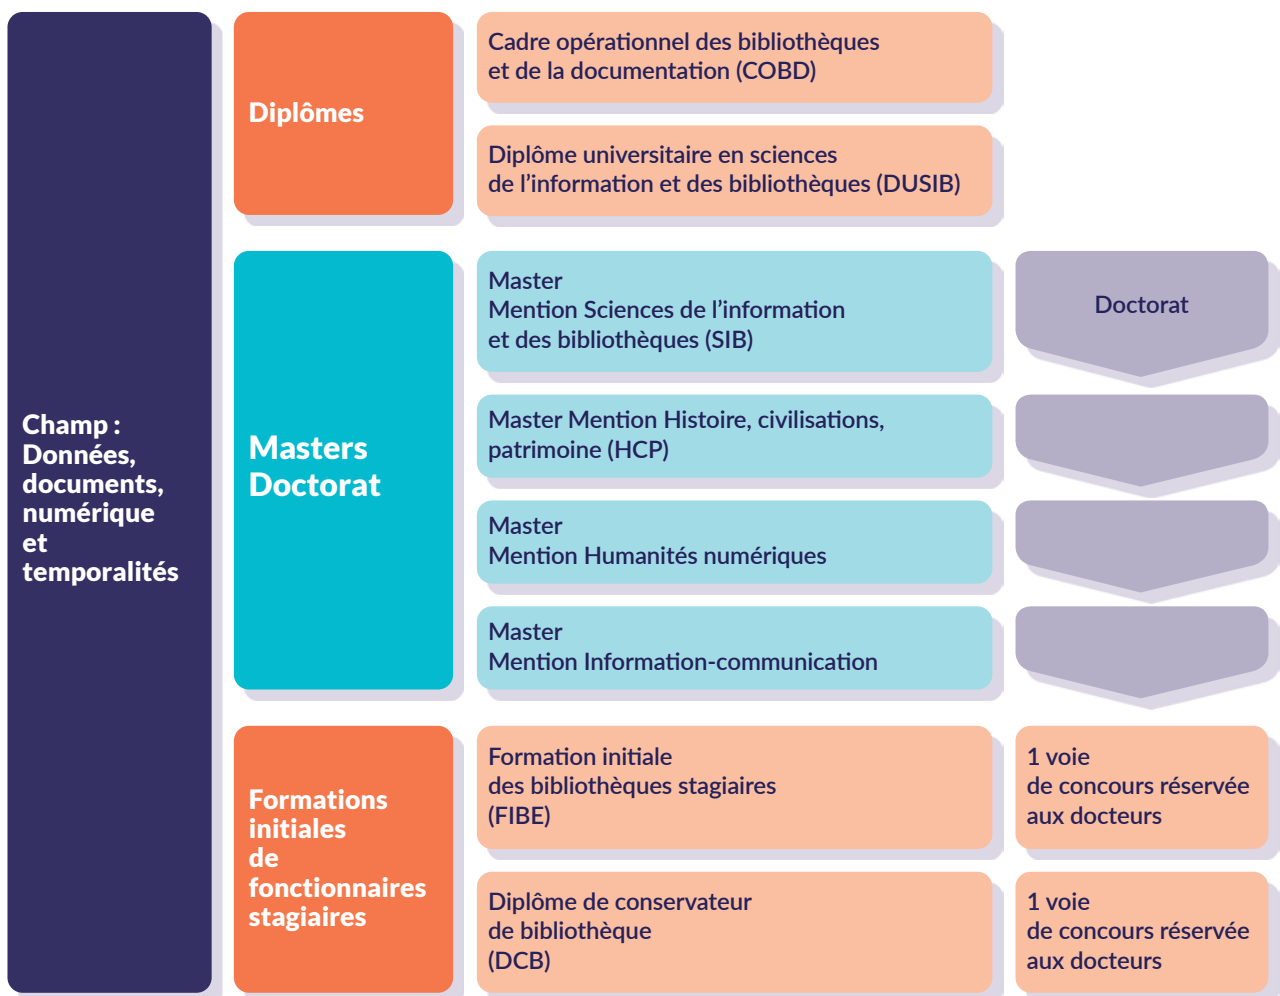 Champ :
Données,
documents,
numérique
et
temporalités
Diplômes
Cadre opérationnel des bibliothèques
et de la documentation (COBD)
Diplôme universitaire en sciences
de l’information et des bibliothèques (DUSIB)
Masters
Doctorat
Master
Mention Sciences de l’information
et des bibliothèques (SIB)
Doctorat
Master Mention Histoire, civilisations,
patrimoine (HCP)
Master
Mention Humanités numériques
Master
Mention Information-communication
Formations
initiales
de
fonctionnaires
stagiaires
Formation initiale
des bibliothèques stagiaires
(FIBE)
1 voie
de concours réservée
aux docteurs
Diplôme de conservateur
de bibliothèque
(DCB)
1 voie
de concours réservée
aux docteurs